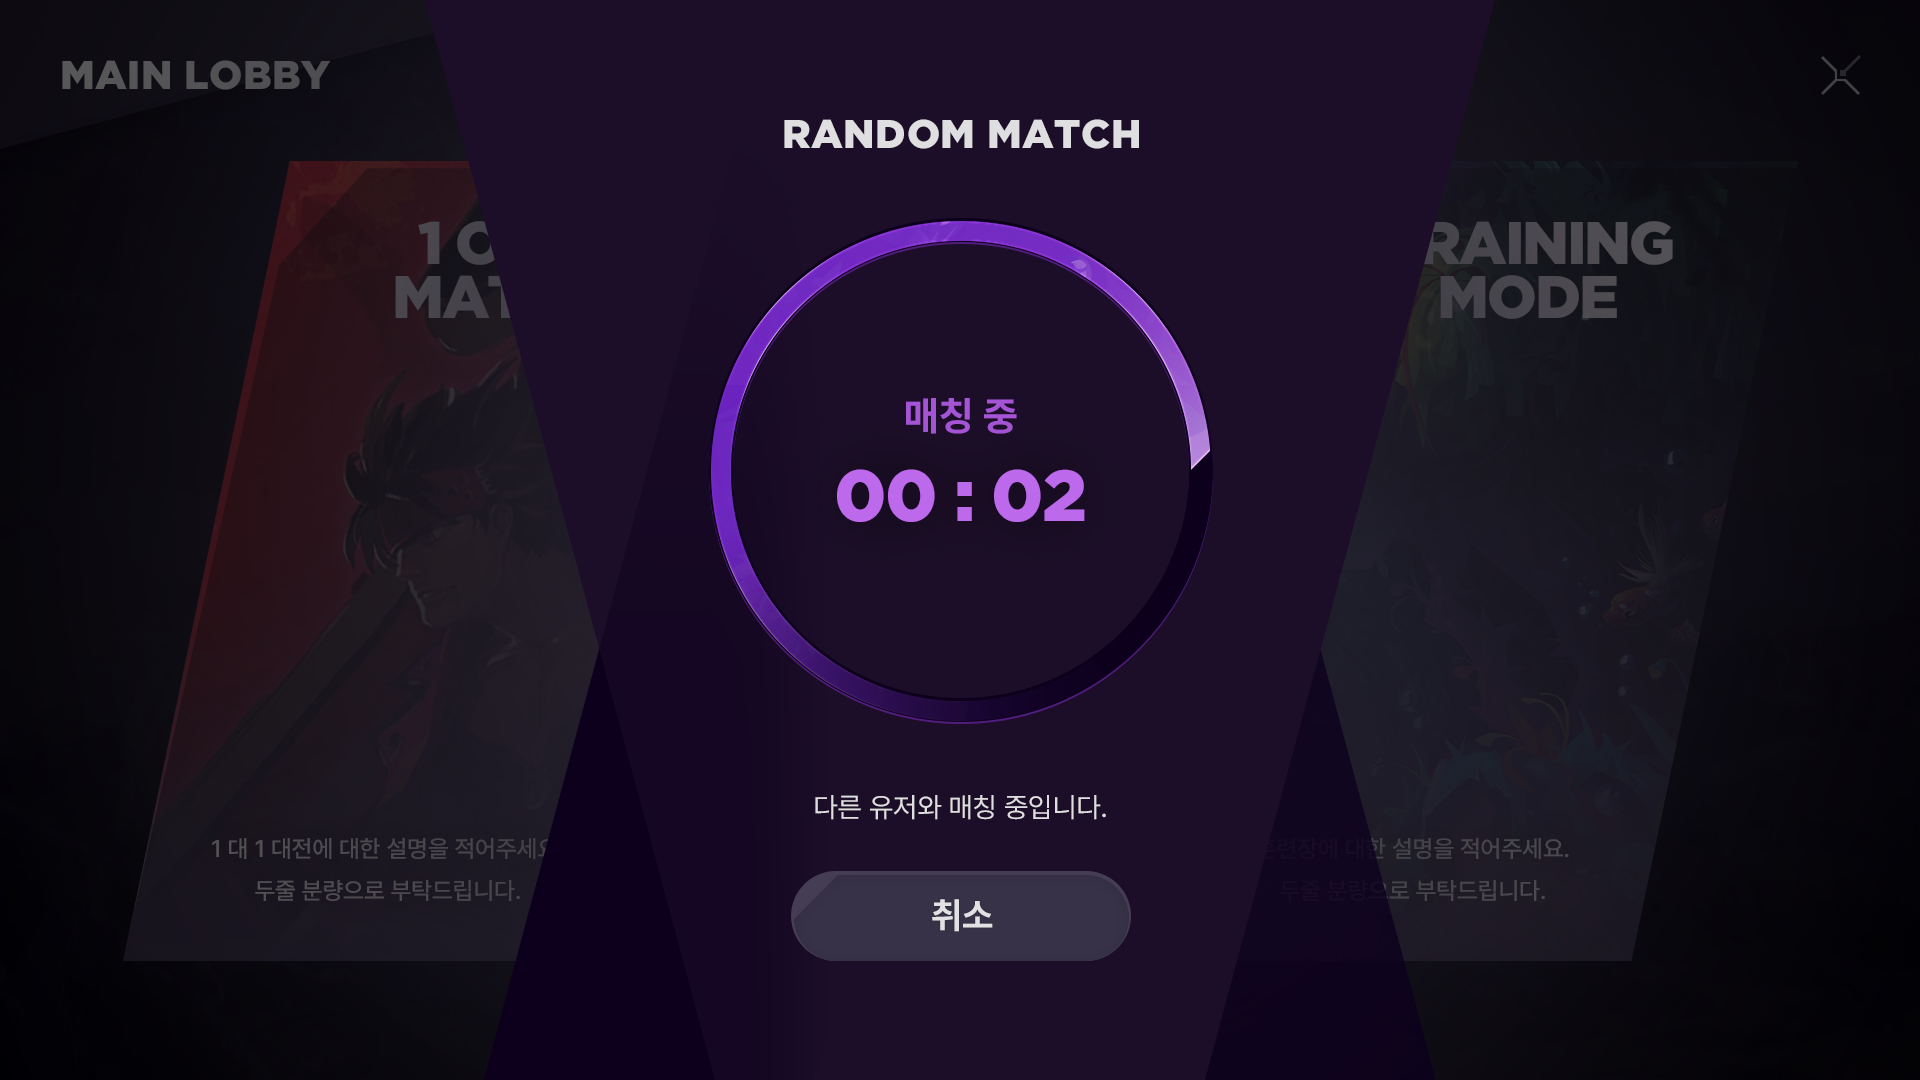 MAIN LOBBY
RANDOM MATCH
1 O
MAT
RAINING
MODE
매칭 중
00 : 02
다른 유저와 매칭 중입니다.
1 대 1 대전에 대한 설명을 적어주세요
두줄 분량으로 부탁드립니다.
훈련장에 대한 설명을 적어주세요.
두줄 분량으로 부탁드립니다.
취소